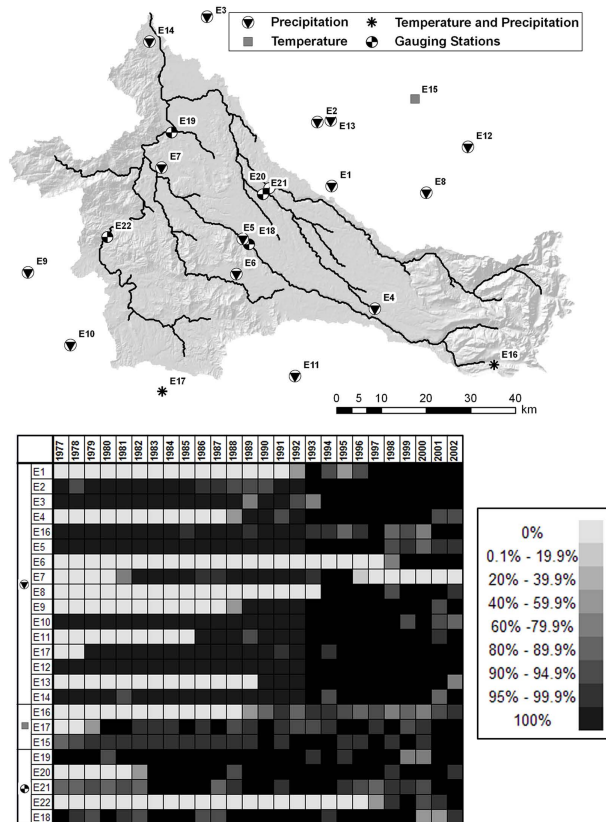 E3
Precipitation
Temperature and Precipitation
Temperature
Gauging Stations
E14
E15
E2
E13
E19
E12
E7
E20
E21
E1
E8
E22
E5
E18
E6
E9
E4
E10
E11
E16
E17
0 5 10 20 30 40
km
1977 1978 1979 1980 1981 1982 1983 1984 1985 1986 1987 1988 1989 1990 1991 1992 1993 1994 1995 1996 1997 1998 1999 2000 2001 2002
E1
E2
E3
E4
E16
E5
E6
E7
E8
E9
E10
E11
E17
E12
E13
E14
E16
E17
E15
E19
E20
E21
E22
E18
0%
0.1% - 19.9%
20% - 39.9%
40% - 59.9%
60% -79.9%
80% -89.9%
90% -94.9%
95% -99.9%
100%